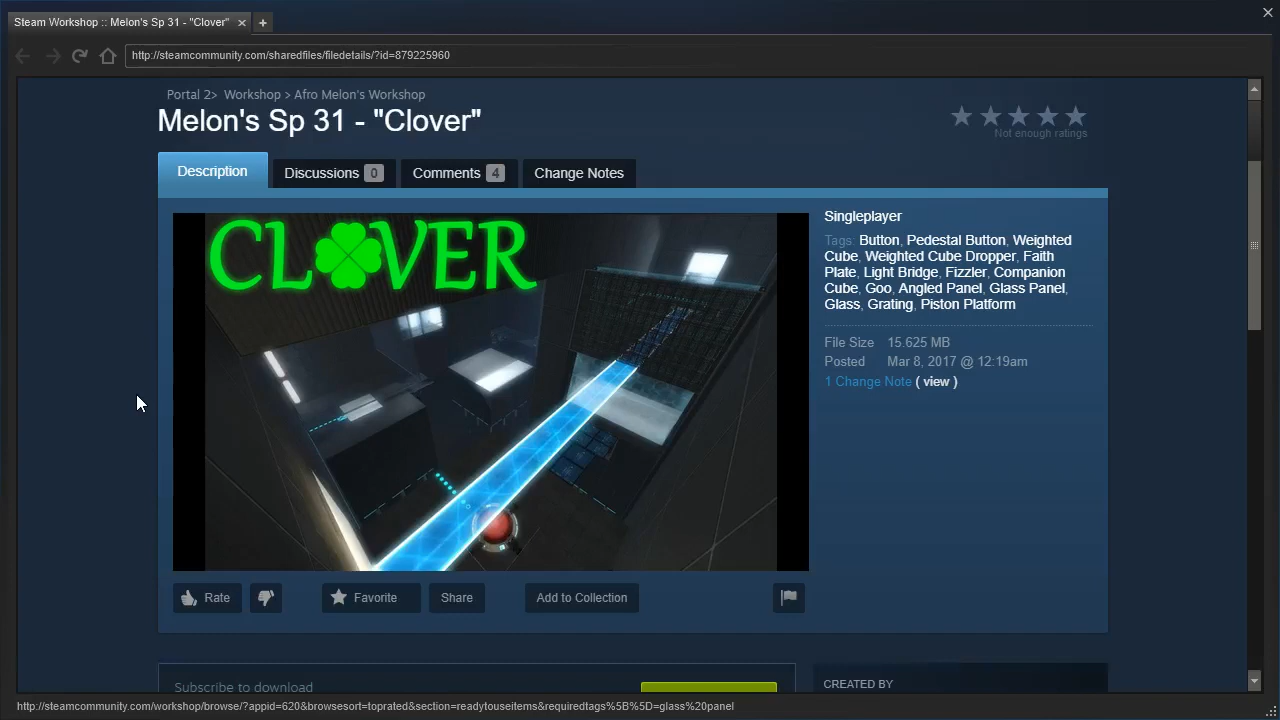 Steam Workshop :: Melon's Sp 31 - "Clover"
http://steamcommunity.com/sharedfiles/filedetails/?id=879225960
Portal 2> Workshop > Afro Melon's Workshop
Melon's Sp 31 - "Clover"
Not enough ratings
Description
Discussions 0
Comments 4
Change Notes
CLOVER
Singleplayer
Tags: Button, Pedestal Button, Weighted
Cube, Weighted Cube Dropper, Faith
Plate, Light Bridge, Fizzler, Companion
Cube, Goo, Angled Panel, Glass Panel,
Glass, Grating, Piston Platform
File Size 15.625 MB
Posted Mar 8, 2017 @ 12:19am
1 Change Note ( view )
Rate
Favorite
Share
Add to Collection
Subscribe to download
CREATED BY
http://steamcommunity.com/workshop/browse/?appid=620&browsesort=toprated&section=readytouseitems&requiredtags%5B%5D=glass%20panel